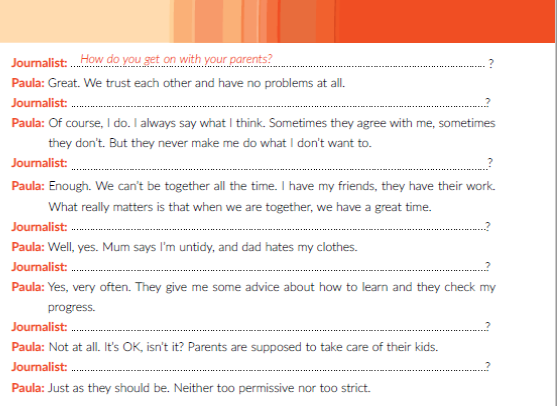 Journalist: How do you get on with your parents? ?
Paula: Great. We trust each other and have no problems at all.
Journalist: ?
Paula: Of course, I do. I always say what I think. Sometimes they agree with me, sometimes
they don't. But they never make me do what I don't want to.
Journalist: ?
Paula: Enough. We can't be together all the time. I have my friends, they have their work.
What really matters is that when we are together, we have a great time.
Journalist: ?
Paula: Well, yes. Mum says I'm untidy, and dad hates my clothes.
Journalist: ?
Paula: Yes, very often. They give me some advice about how to learn and they check my
progress.
Journalist: ?
Paula: Not at all. It's OK, isn't it? Parents are supposed to take care of their kids.
Journalist: ?
Paula: Just as they should be. Neither too permissive nor too strict.